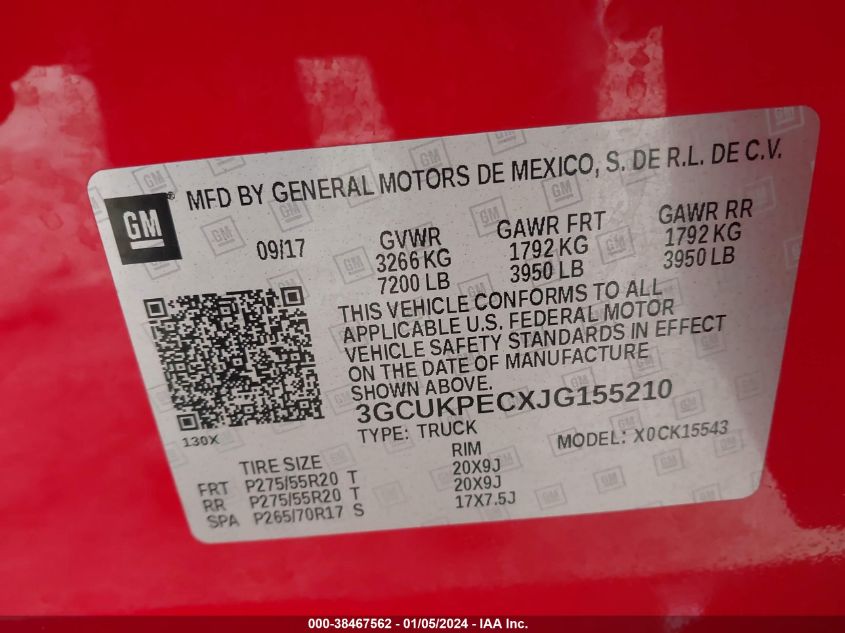 GM ® MFD BY GENERAL MOTORS DE MEXICO, S. DE R.L. DE C.V.
09/17 GVWR GAWR FRT GAWR RR
3266 KG 1792 KG 1792 KG
7200 LB 3950 LB 3950 LB
THIS VEHICLE CONFORMS TO ALL
APPLICABLE U.S. FEDERAL MOTOR
VEHICLE SAFETY STANDARDS IN EFFECT
ON THE DATE OF MANUFACTURE
SHOWN ABOVE.
3GCUKPECXJG155210
130X TYPE: TRUCK MODEL: X0CK15543
TIRE SIZE RIM
FRT P275/55R20 T 20X9J
RR P275/55R20 T 20X9J
SPA P265/70R17 S 17X7.5J
000-38467562 - 01/05/2024 - IAA Inc.